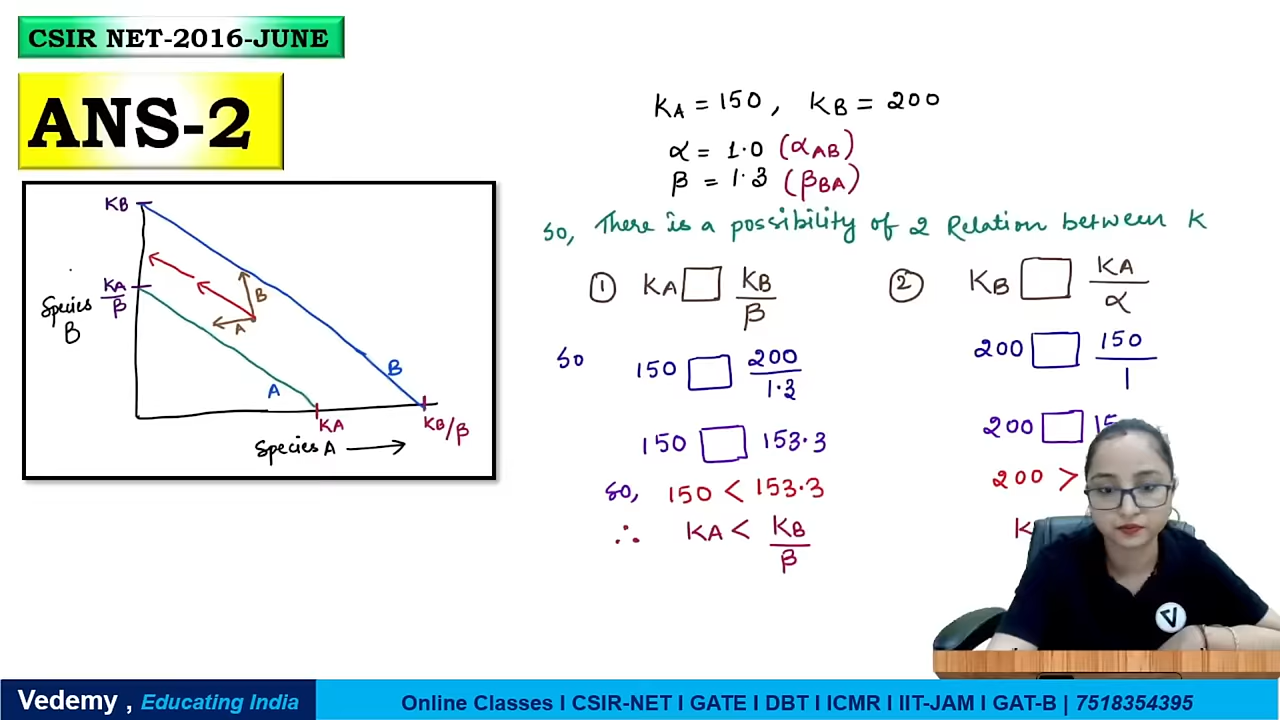 CSIR NET-2016-JUNE
ANS-2
KB
KA/β
Species B
B
A
A
B
KA
KB/β
Species A →
KA = 150, KB = 200
α = 1.0 (αAB)
β = 1.3 (βBA)
So, There is a possibility of 2 Relation between K
① KA □ KB/β
So 150 □ 200/1.3
150 □ 153.3
So, 150 < 153.3
∴ KA < KB/β
② KB □ KA/α
200 □ 150/1
200 □
200 >
K
V
Vedemy , Educating India
Online Classes I CSIR-NET I GATE I DBT I ICMR I IIT-JAM I GAT-B | 7518354395